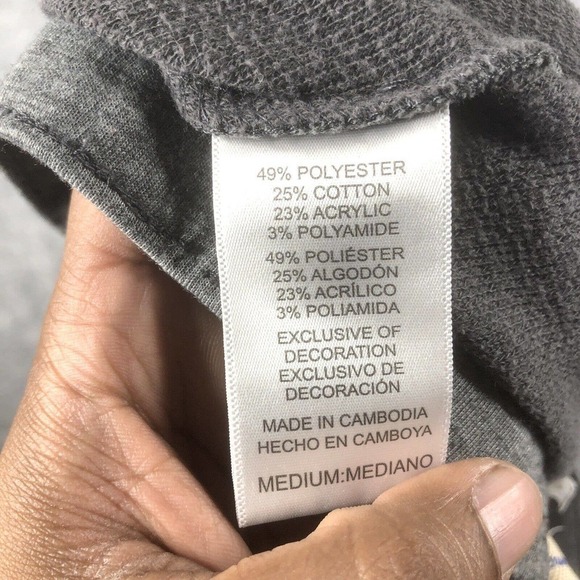 49% POLYESTER
25% COTTON
23% ACRYLIC
3% POLYAMIDE
49% POLIÉSTER
25% ALGODÓN
23% ACRÍLICO
3% POLIAMIDA
EXCLUSIVE OF
DECORATION
EXCLUSIVO DE
DECORACIÓN
MADE IN CAMBODIA
HECHO EN CAMBOYA
MEDIUM:MEDIANO